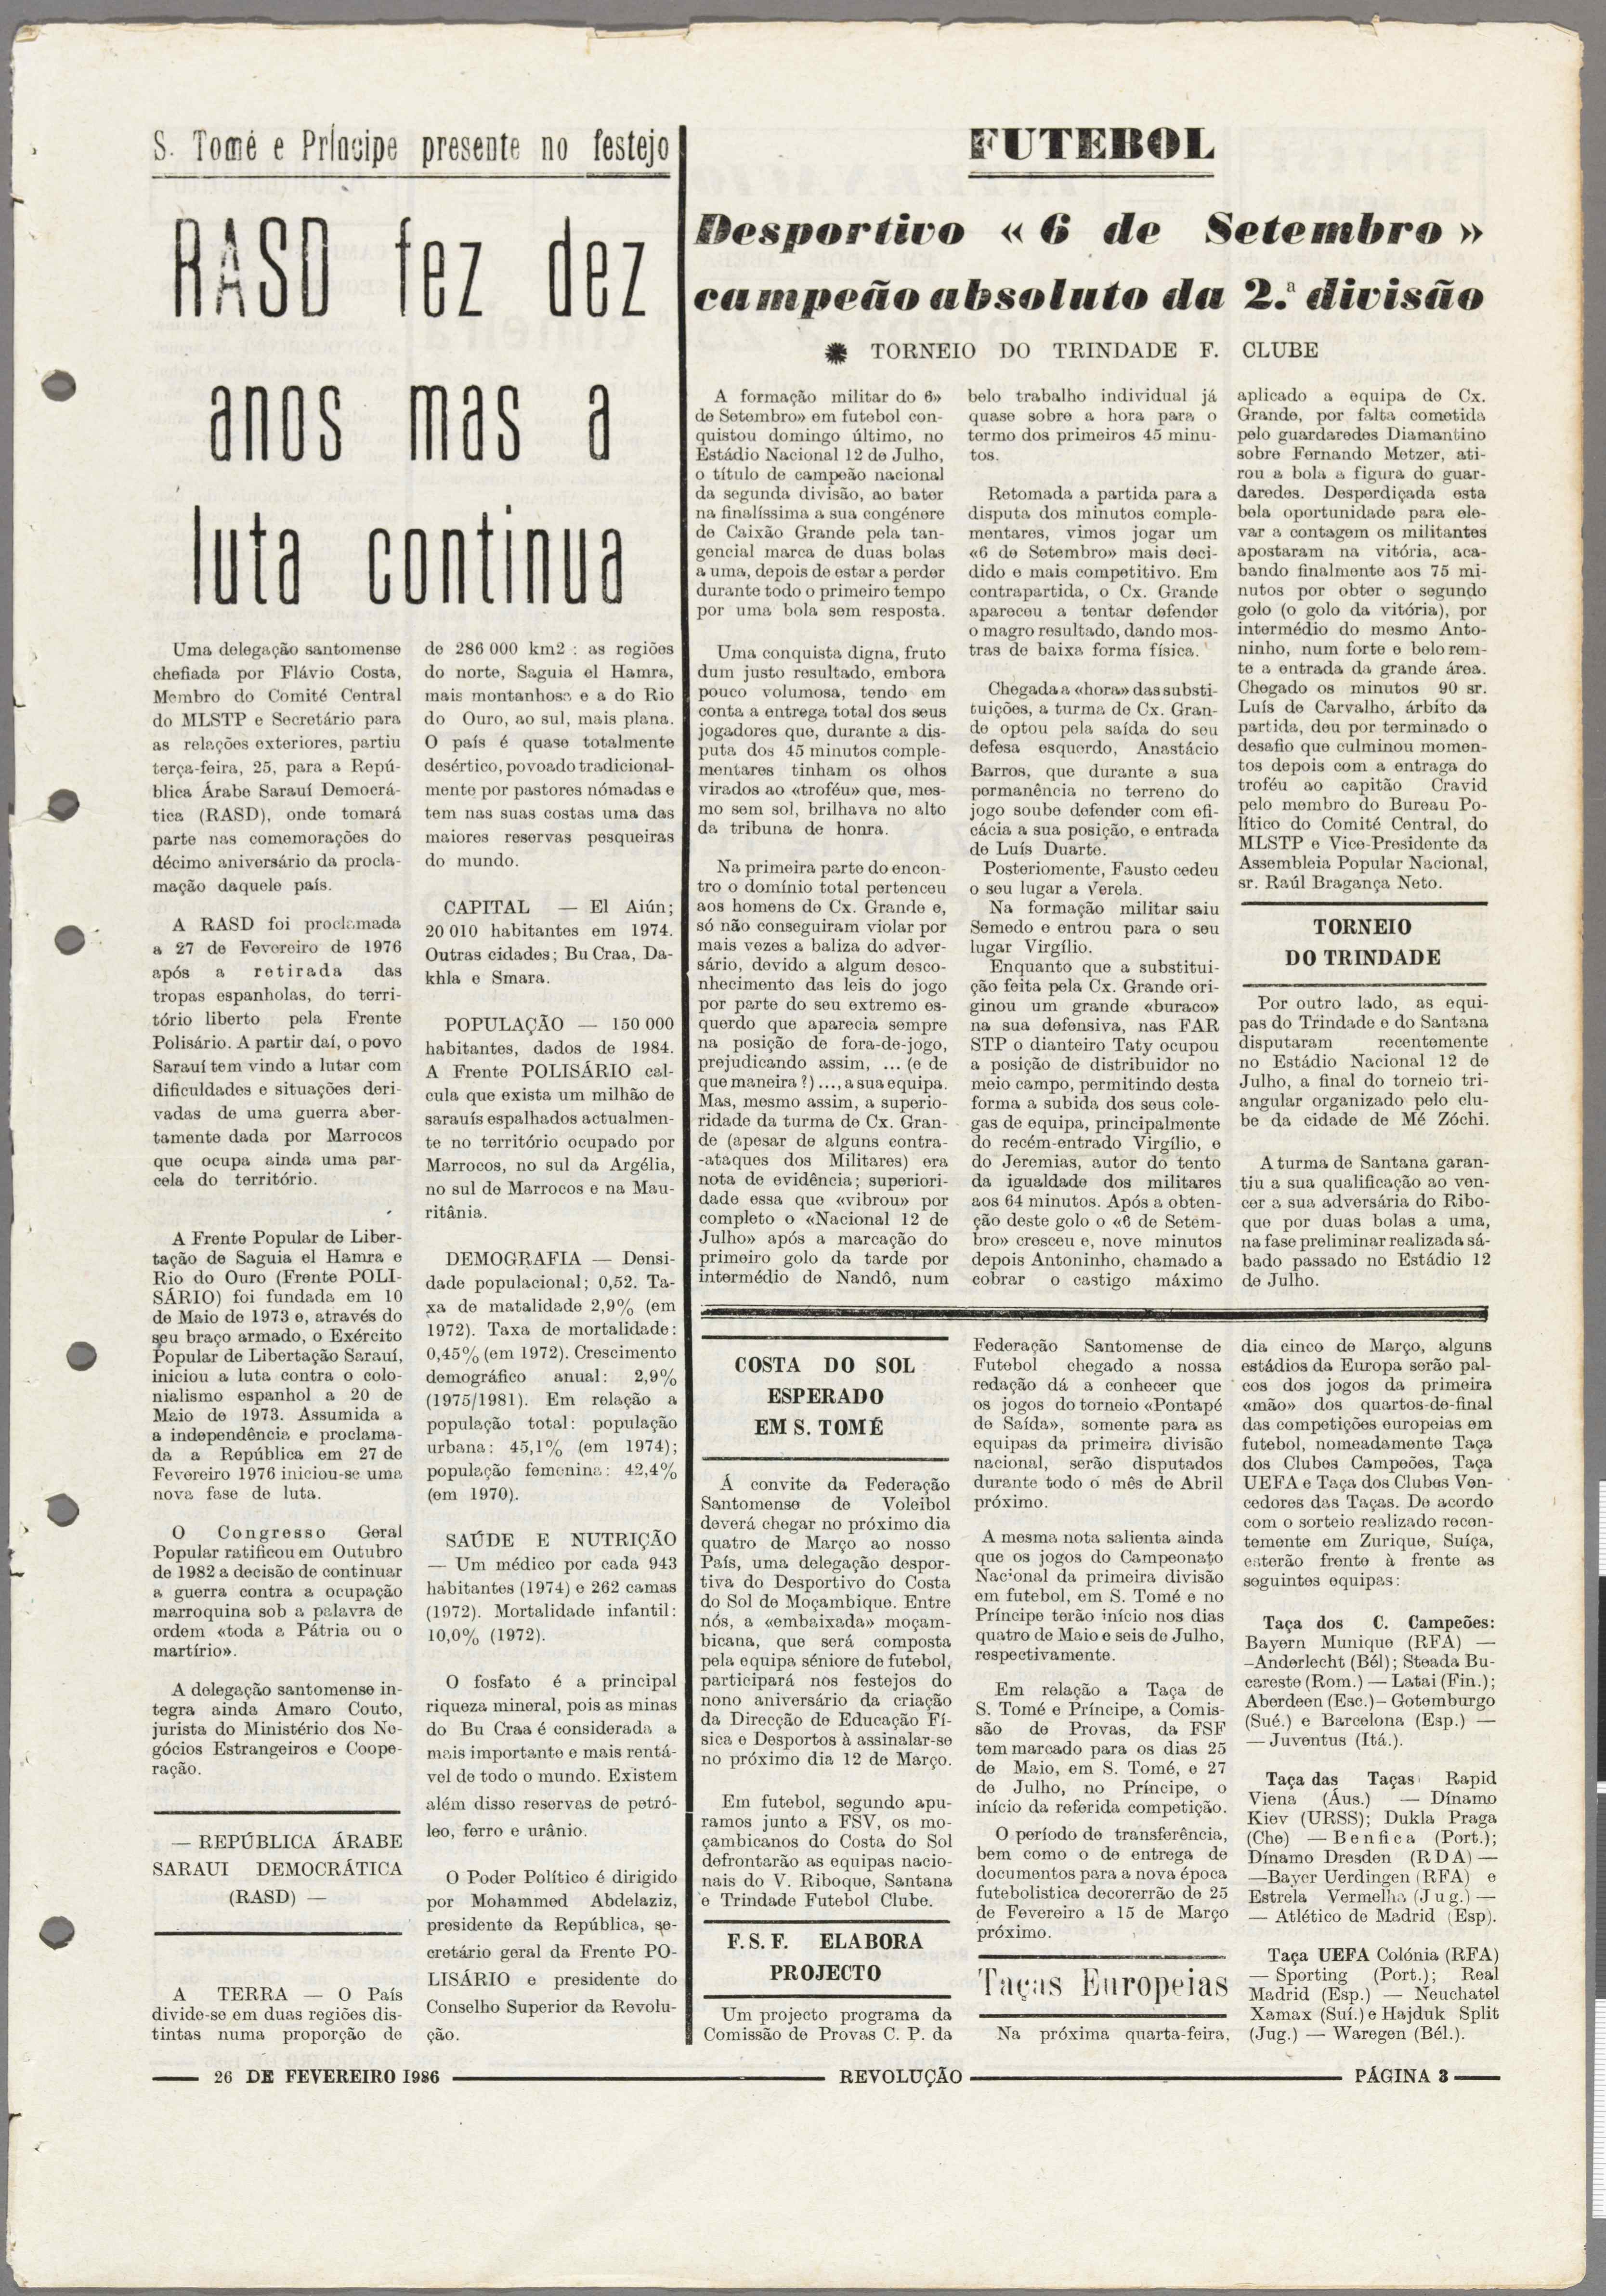 S. Tomé e Príncipe presente no festejo
RASD fez dez
anos mas a
luta continua
Uma delegação santomense
chefiada por Flávio Costa,
Membro do Comité Central
do MLSTP e Secretário para
as relações exteriores, partiu
terça-feira, 25, para a Repú-
blica Árabe Sarauí Democrá-
tica (RASD), onde tomará
parte nas comemorações do
décimo aniversário da procla-
mação daquele país.
A RASD foi proclamada
a 27 de Fevereiro de 1976
após a retirada das
tropas espanholas, do terri-
tório liberto pela Frente
Polisário. A partir daí, o povo
Sarauí tem vindo a lutar com
dificuldades e situações deri-
vadas de uma guerra aber-
tamente dada por Marrocos
que ocupa ainda uma par-
cela do território.
A Frente Popular de Liber-
tação de Saguia el Hamra e
Rio do Ouro (Frente POLI-
SÁRIO) foi fundada em 10
de Maio de 1973 e, através do
seu braço armado, o Exército
Popular de Libertação Sarauí,
iniciou a luta contra o colo-
nialismo espanhol a 20 de
Maio de 1973. Assumida a
a independência e proclama-
da a República em 27 de
Fevereiro 1976 iniciou-se uma
nova fase de luta.
O Congresso Geral
Popular ratificou em Outubro
de 1982 a decisão de continuar
a guerra contra a ocupação
marroquina sob a palavra de
ordem «toda a Pátria ou o
martírio».
A delegação santomense in-
tegra ainda Amaro Couto,
jurista do Ministério dos Ne-
gócios Estrangeiros e Coope-
ração.
— REPÚBLICA ÁRABE
SARAUI DEMOCRÁTICA
(RASD) —
A TERRA — O País
divide-se em duas regiões dis-
tintas numa proporção de
de 286 000 km2 : as regiões
do norte, Saguia el Hamra,
mais montanhosa e a do Rio
do Ouro, ao sul, mais plana.
O país é quase totalmente
desértico, povoado tradicional-
mente por pastores nómadas e
tem nas suas costas uma das
maiores reservas pesqueiras
do mundo.
CAPITAL — El Aiún;
20 010 habitantes em 1974.
Outras cidades; Bu Craa, Da-
khla e Smara.
POPULAÇÃO — 150 000
habitantes, dados de 1984.
A Frente POLISÁRIO cal-
cula que exista um milhão de
sarauís espalhados actualmen-
te no território ocupado por
Marrocos, no sul da Argélia,
no sul de Marrocos e na Mau-
ritânia.
DEMOGRAFIA — Densi-
dade populacional; 0,52. Ta-
xa de matalidade 2,9% (em
1972). Taxa de mortalidade:
0,45% (em 1972). Crescimento
demográfico anual: 2,9%
(1975/1981). Em relação a
população total: população
urbana: 45,1% (em 1974);
população femenina: 42,4%
(em 1970).
SAÚDE E NUTRIÇÃO
— Um médico por cada 943
habitantes (1974) e 262 camas
(1972). Mortalidade infantil:
10,0% (1972).
O fosfato é a principal
riqueza mineral, pois as minas
do Bu Craa é considerada a
mais importante e mais rentá-
vel de todo o mundo. Existem
além disso reservas de petró-
leo, ferro e urânio.
O Poder Político é dirigido
por Mohammed Abdelaziz,
presidente da República, se-
cretário geral da Frente PO-
LISÁRIO e presidente do
Conselho Superior da Revolu-
ção.
FUTEBOL
Desportivo « 6 de Setembro »
campeão absoluto da 2.ª divisão
✹ TORNEIO DO TRINDADE F. CLUBE
A formação militar do 6»
de Setembro» em futebol con-
quistou domingo último, no
Estádio Nacional 12 de Julho,
o título de campeão nacional
da segunda divisão, ao bater
na finalíssima a sua congénere
de Caixão Grande pela tan-
gencial marca de duas bolas
a uma, depois de estar a perder
durante todo o primeiro tempo
por uma bola sem resposta.
Uma conquista digna, fruto
dum justo resultado, embora
pouco volumosa, tendo em
conta a entrega total dos seus
jogadores que, durante a dis-
puta dos 45 minutos comple-
mentares tinham os olhos
virados ao «troféu» que, mes-
mo sem sol, brilhava no alto
da tribuna de honra.
Na primeira parte do encon-
tro o domínio total pertenceu
aos homens de Cx. Grande e,
só não conseguiram violar por
mais vezes a baliza do adver-
sário, devido a algum desco-
nhecimento das leis do jogo
por parte do seu extremo es-
querdo que aparecia sempre
na posição de fora-de-jogo,
prejudicando assim, ... (e de
que maneira ?) ..., a sua equipa.
Mas, mesmo assim, a superio-
ridade da turma de Cx. Gran-
de (apesar de alguns contra-
-ataques dos Militares) era
nota de evidência; superiori-
dade essa que «vibrou» por
completo o «Nacional 12 de
Julho» após a marcação do
primeiro golo da tarde por
intermédio de Nandô, num
belo trabalho individual já
quase sobre a hora para o
termo dos primeiros 45 minu-
tos.
Retomada a partida para a
disputa dos minutos comple-
mentares, vimos jogar um
«6 de Setembro» mais deci-
dido e mais competitivo. Em
contrapartida, o Cx. Grande
apareceu a tentar defender
o magro resultado, dando mos-
tras de baixa forma física.
Chegada a «hora» das substi-
tuições, a turma de Cx. Gran-
de optou pela saída do seu
defesa esquerdo, Anastácio
Barros, que durante a sua
permanência no terreno do
jogo soube defender com efi-
cácia a sua posição, e entrada
de Luís Duarte.
Posteriomente, Fausto cedeu
o seu lugar a Verela.
Na formação militar saiu
Semedo e entrou para o seu
lugar Virgílio.
Enquanto que a substitui-
ção feita pela Cx. Grande ori-
ginou um grande «buraco»
na sua defensiva, nas FAR
STP o dianteiro Taty ocupou
a posição de distribuidor no
meio campo, permitindo desta
forma a subida dos seus cole-
gas de equipa, principalmente
do recém-entrado Virgílio, e
do Jeremias, autor do tento
da igualdade dos militares
aos 64 minutos. Após a obten-
ção deste golo o «6 de Setem-
bro» cresceu e, nove minutos
depois Antoninho, chamado a
cobrar o castigo máximo
aplicado a equipa de Cx.
Grande, por falta cometida
pelo guardaredes Diamantino
sobre Fernando Metzer, ati-
rou a bola a figura do guar-
daredes. Desperdiçada esta
bela oportunidade para ele-
var a contagem os militantes
apostaram na vitória, aca-
bando finalmente aos 75 mi-
nutos por obter o segundo
golo (o golo da vitória), por
intermédio do mesmo Anto-
ninho, num forte e belo rem-
te a entrada da grande área.
Chegado os minutos 90 sr.
Luís de Carvalho, árbito da
partida, deu por terminado o
desafio que culminou momen-
tos depois com a entraga do
troféu ao capitão Cravid
pelo membro do Bureau Po-
lítico do Comité Central, do
MLSTP e Vice-Presidente da
Assembleia Popular Nacional,
sr. Raúl Bragança Neto.
TORNEIO
DO TRINDADE
Por outro lado, as equi-
pas do Trindade e do Santana
disputaram recentemente
no Estádio Nacional 12 de
Julho, a final do torneio tri-
angular organizado pelo clu-
be da cidade de Mé Zóchi.
A turma de Santana garan-
tiu a sua qualificação ao ven-
cer a sua adversária do Ribo-
que por duas bolas a uma,
na fase preliminar realizada sá-
bado passado no Estádio 12
de Julho.
COSTA DO SOL
ESPERADO
EM S. TOMÉ
Á convite da Federação
Santomense de Voleibol
deverá chegar no próximo dia
quatro de Março ao nosso
País, uma delegação despor-
tiva do Desportivo do Costa
do Sol de Moçambique. Entre
nós, a «embaixada» moçam-
bicana, que será composta
pela equipa séniore de futebol,
participará nos festejos do
nono aniversário da criação
da Direcção de Educação Fí-
sica e Desportos à assinalar-se
no próximo dia 12 de Março.
Em futebol, segundo apu-
ramos junto a FSV, os mo-
çambicanos do Costa do Sol
defrontarão as equipas nacio-
nais do V. Riboque, Santana
e Trindade Futebol Clube.
F. S. F. ELABORA
PROJECTO
Um projecto programa da
Comissão de Provas C. P. da
Federação Santomense de
Futebol chegado a nossa
redação dá a conhecer que
os jogos do torneio «Pontapé
de Saída», somente para as
equipas da primeira divisão
nacional, serão disputados
durante todo o mês de Abril
próximo.
A mesma nota salienta ainda
que os jogos do Campeonato
Nacional da primeira divisão
em futebol, em S. Tomé e no
Príncipe terão início nos dias
quatro de Maio e seis de Julho,
respectivamente.
Em relação a Taça de
S. Tomé e Príncipe, a Comis-
são de Provas, da FSF
tem marcado para os dias 25
de Maio, em S. Tomé, e 27
de Julho, no Príncipe, o
início da referida competição.
O período de transferência,
bem como o de entrega de
documentos para a nova época
futebolistica decorerrão de 25
de Fevereiro a 15 de Março
próximo.
Taças Europeias
Na próxima quarta-feira,
dia cinco de Março, alguns
estádios da Europa serão pal-
cos dos jogos da primeira
«mão» dos quartos-de-final
das competições europeias em
futebol, nomeadamente Taça
dos Clubes Campeões, Taça
UEFA e Taça dos Clubes Ven-
cedores das Taças. De acordo
com o sorteio realizado recen-
temente em Zurique, Suíça,
esterão frente à frente as
seguintes equipas:
Taça dos C. Campeões:
Bayern Munique (RFA) —
–Anderlecht (Bél); Steada Bu-
careste (Rom.) — Latai (Fin.);
Aberdeen (Esc.) – Gotemburgo
(Sué.) e Barcelona (Esp.) —
— Juventus (Itá.).
Taça das Taças Rapid
Viena (Áus.) — Dínamo
Kiev (URSS); Dukla Praga
(Che) — Benfica (Port.);
Dínamo Dresden (RDA) —
—Bayer Uerdingen (RFA) e
Estrela Vermelha (Jug.) —
— Atlético de Madrid (Esp).
Taça UEFA Colónia (RFA)
— Sporting (Port.); Real
Madrid (Esp.) — Neuchatel
Xamax (Suí.) e Hajduk Split
(Jug.) — Waregen (Bél.).
26 DE FEVEREIRO 1986 REVOLUÇÃO PÁGINA 3